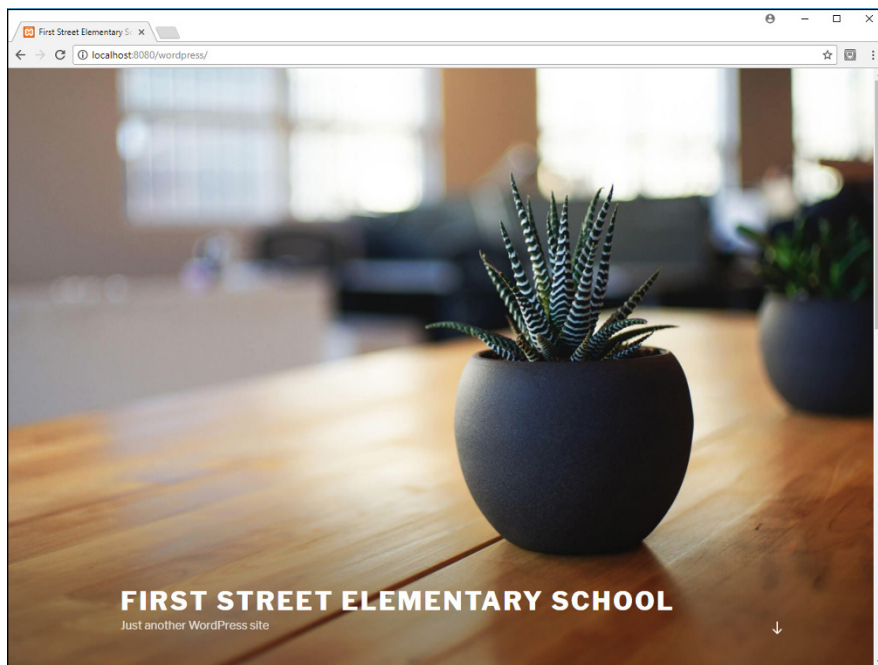 First Street Elementary S
localhost:8080/wordpress/
FIRST STREET ELEMENTARY SCHOOL
Just another WordPress site